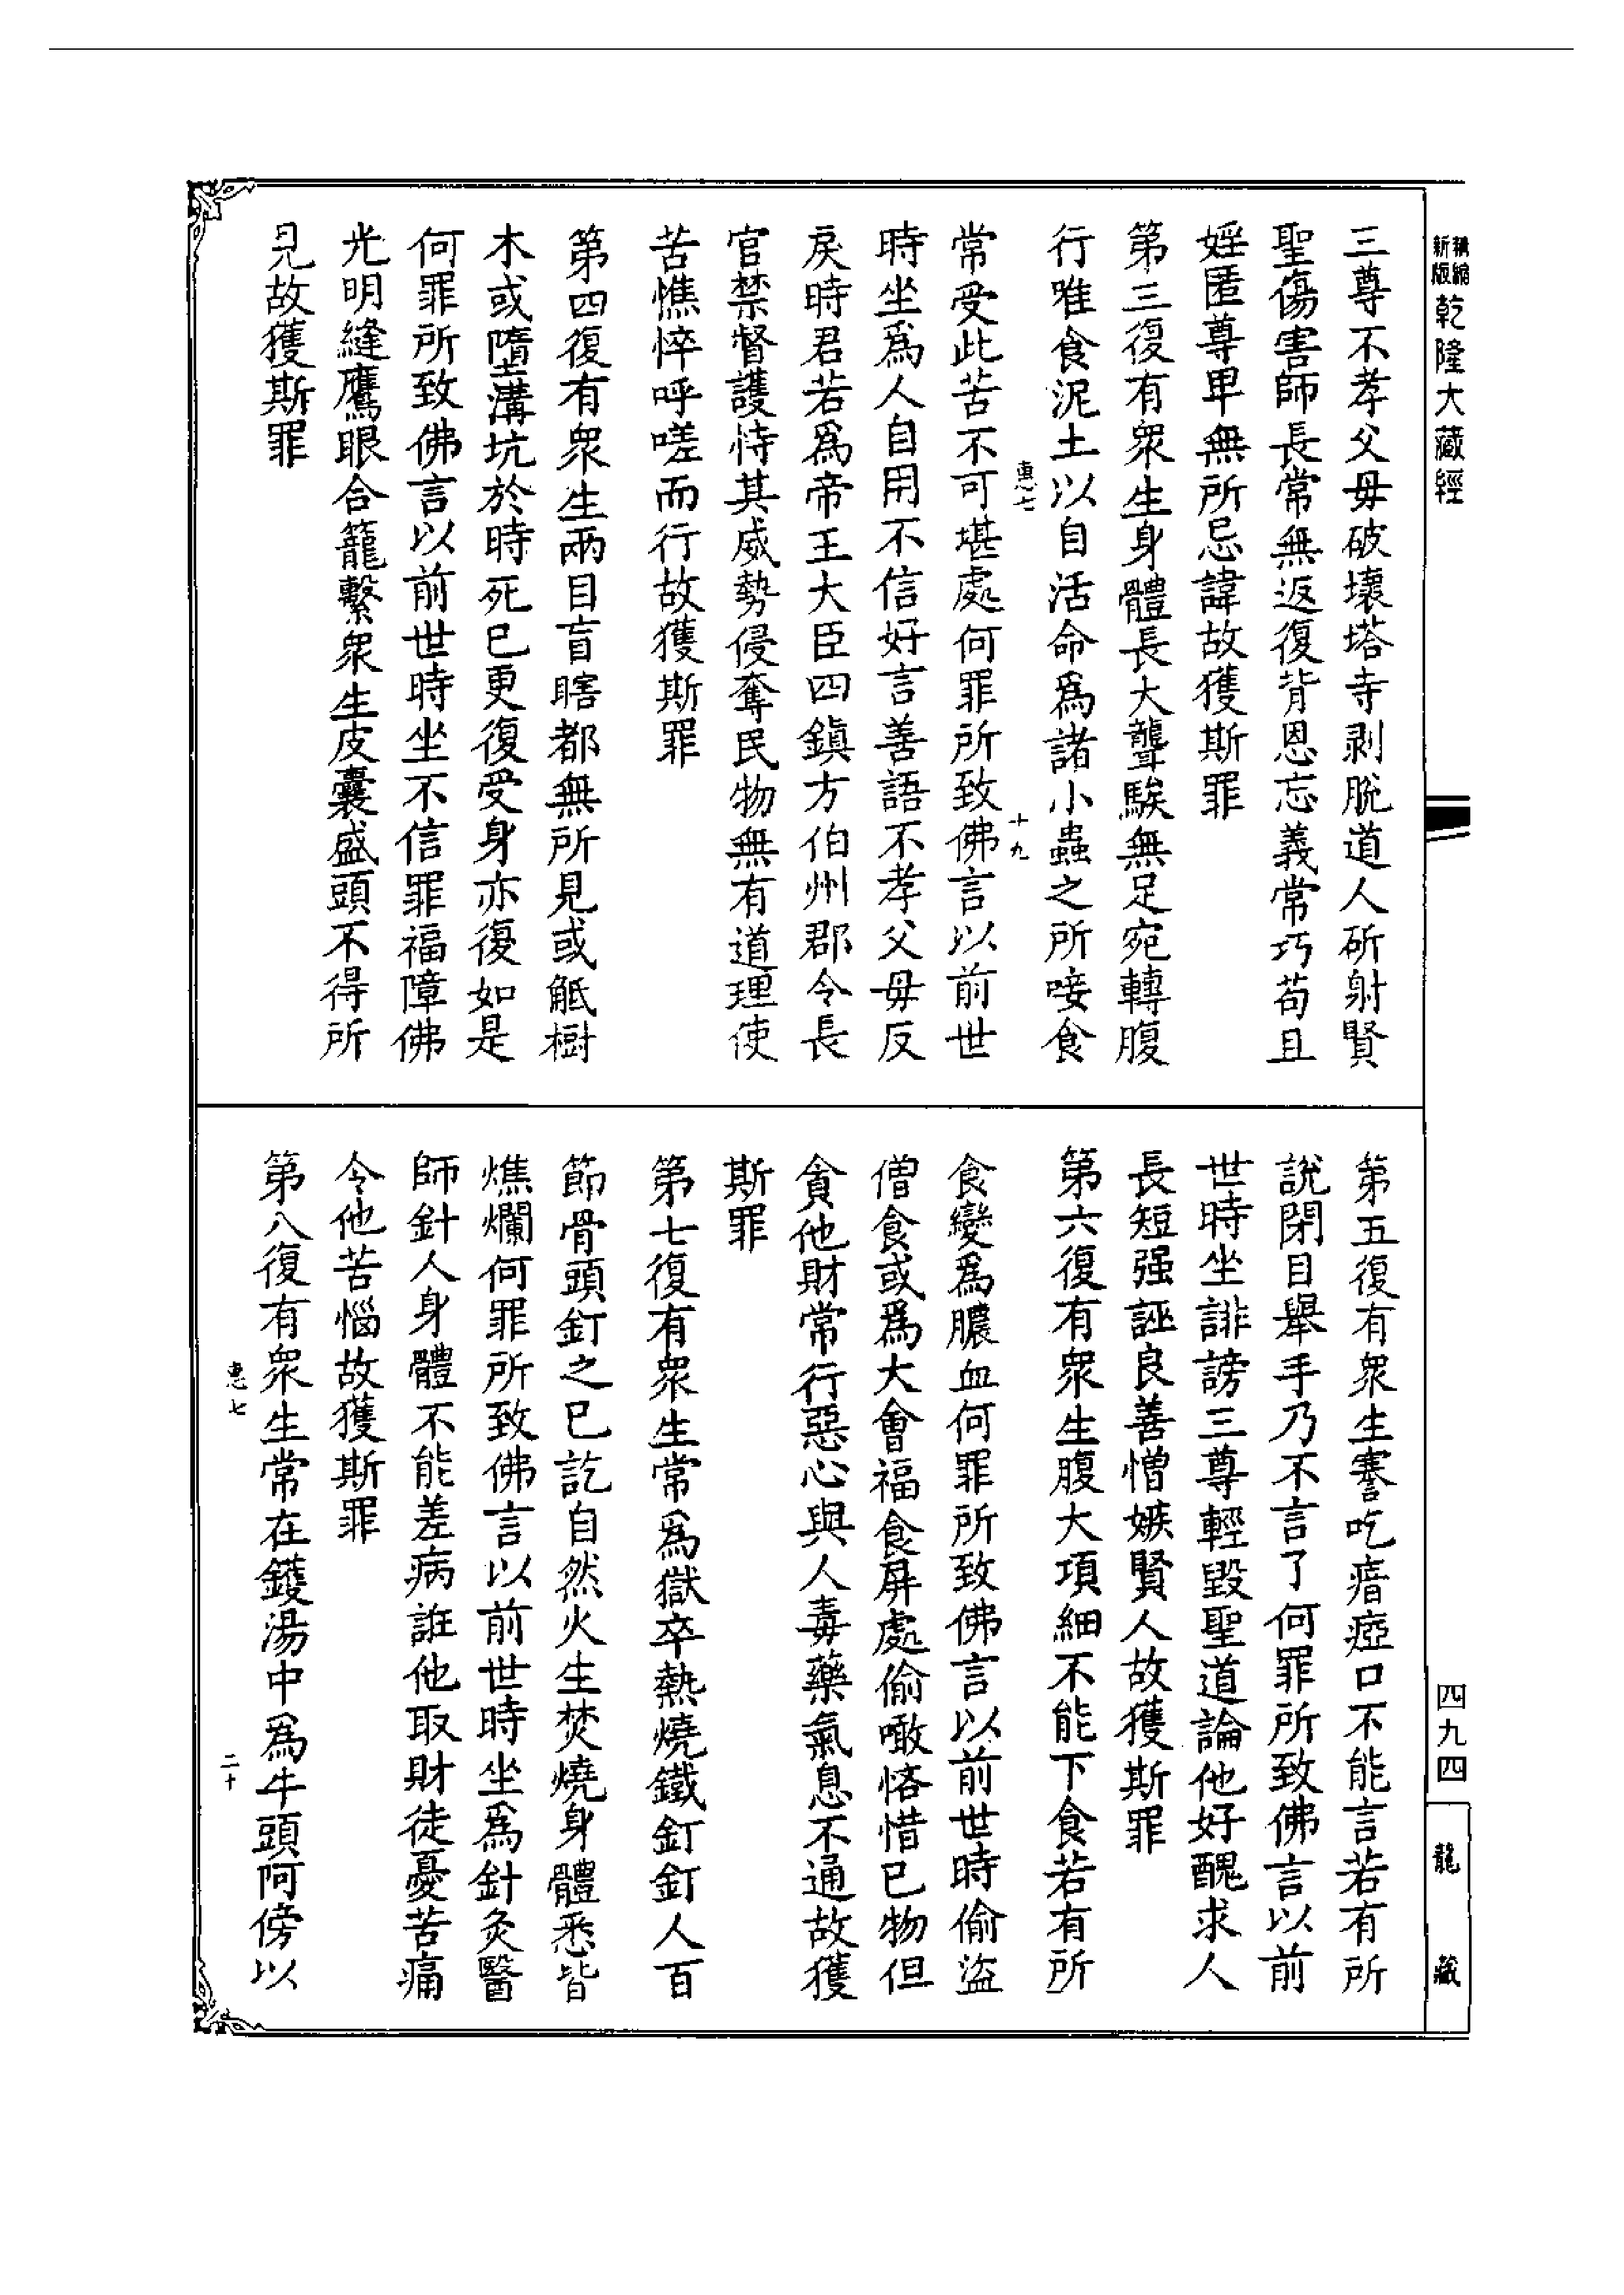 新版精縮乾隆大藏經
三尊不孝父毋破壞塔寺剥脫道人斫射賢
聖傷害師長常無返復背恩忘義常巧苟且
婬匿尊卑無所忌諱故獲斯罪
第三復有衆生身體長大聾騃無足宛轉腹
行唯食泥土以自活命爲諸小蟲之所唼食
惠七
十九
常受此苦不可堪處何罪所致佛言以前世
時坐爲人自用不信好言善語不孝父毋反
戾時君若爲帝王大臣四鎭方伯州郡令長
官禁督護恃其威勢侵奪民物無有道理使
苦憔悴呼嗟而行故獲斯罪
第四復有衆生兩目盲瞎都無所見或觝樹
木或墮溝坑於時死已更復受身亦復如是
何罪所致佛言以前世時坐不信罪福障佛
光明縫鷹眼合籠繫衆生皮囊盛頭不得所
見故獲斯罪
第五復有衆生謇吃瘖瘂口不能言若有所
說閉目舉手乃不言了何罪所致佛言以前
世時坐誹謗三尊輕毀聖道論他好醜求人
長短强誣良善憎嫉賢人故獲斯罪
第六復有衆生腹大項細不能下食若有所
食變爲膿血何罪所致佛言以前世時偷盜
僧食或爲大會福食屏處偷噉悋惜已物但
貪他財常行惡心與人毒藥氣息不通故獲
斯罪
第七復有衆生常爲獄卒熱燒鐵釘釘人百
節骨頭釘之已訖自然火生焚燒身體悉皆
燋爛何罪所致佛言以前世時坐爲針灸醫
師針人身體不能差病誑他取財徒憂苦痛
令他苦惱故獲斯罪
第八復有衆生常在鑊湯中爲牛頭阿傍以
惠七
二十
四九四
龍藏